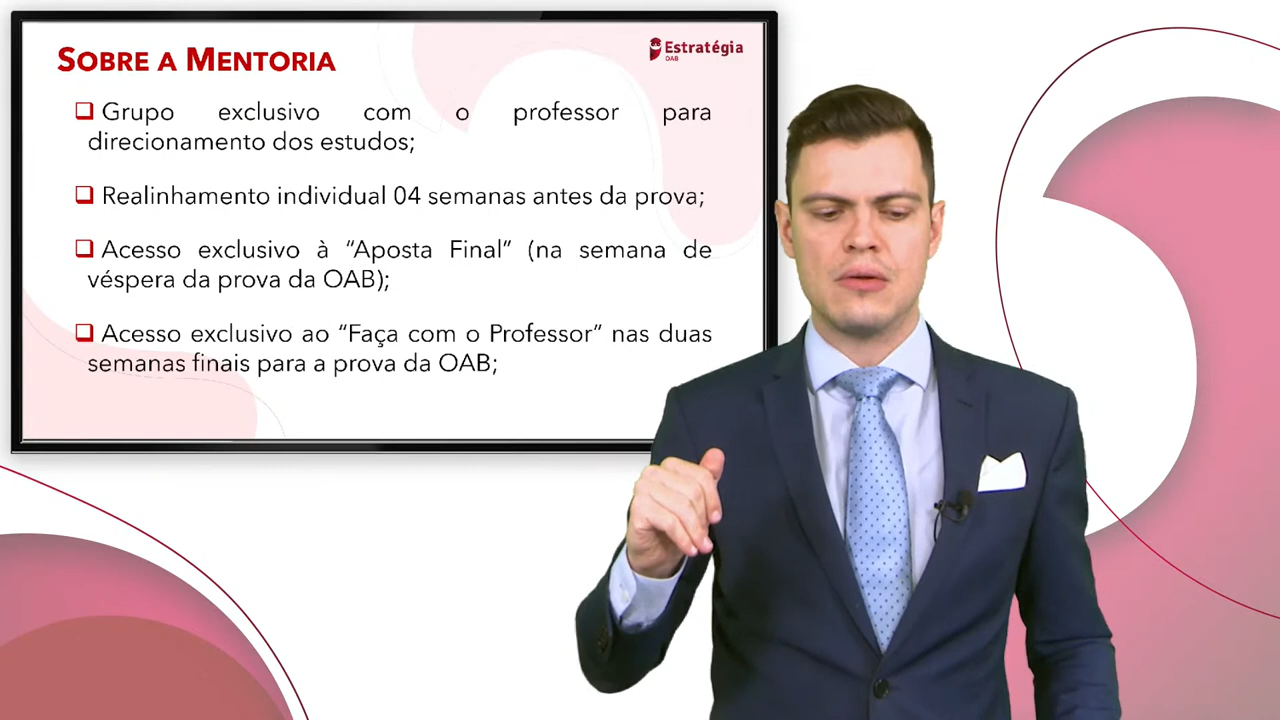 SOBRE A MENTORIA
Estratégia
OAB
Grupo exclusivo com o professor para
direcionamento dos estudos;
Realinhamento individual 04 semanas antes da prova;
Acesso exclusivo à “Aposta Final” (na semana de
véspera da prova da OAB);
Acesso exclusivo ao “Faça com o Professor” nas duas
semanas finais para a prova da OAB;